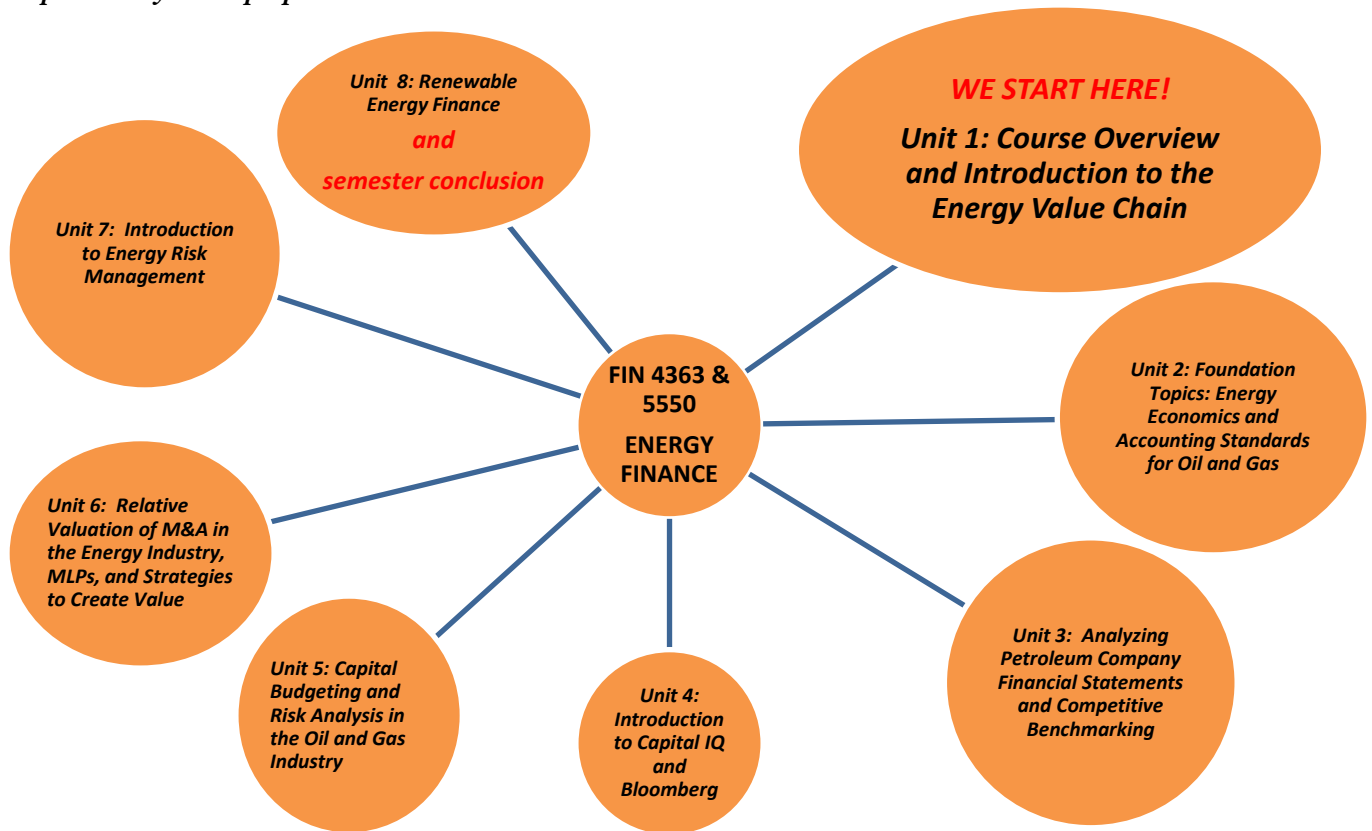 Unit 8: Renewable
Energy Finance
and
semester conclusion
WE START HERE!
Unit 1: Course Overview
and Introduction to the
Energy Value Chain
Unit 7: Introduction
to Energy Risk
Management
FIN 4363 &
5550
ENERGY
FINANCE
Unit 2: Foundation
Topics: Energy
Economics and
Accounting Standards
for Oil and Gas
Unit 6: Relative
Valuation of M&A in
the Energy Industry,
MLPs, and Strategies
to Create Value
Unit 5: Capital
Budgeting and
Risk Analysis in
the Oil and Gas
Industry
Unit 4:
Introduction
to Capital IQ
and
Bloomberg
Unit 3: Analyzing
Petroleum Company
Financial Statements
and Competitive
Benchmarking